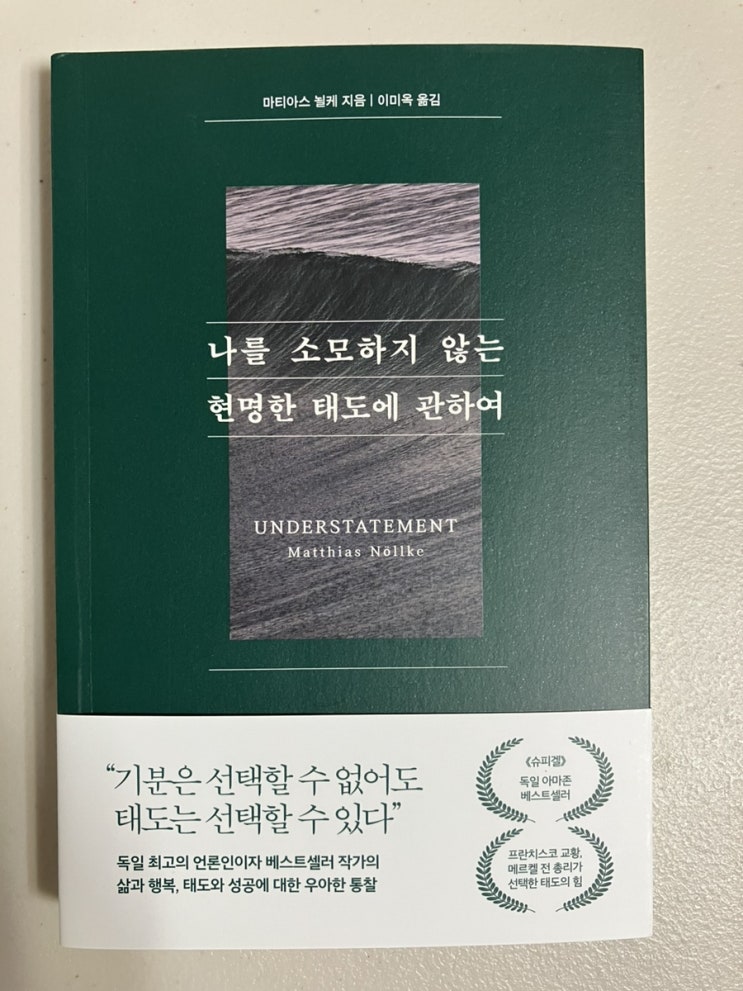 마티아스 뇔케 지음 | 이미옥 옮김
나를 소모하지 않는
현명한 태도에 관하여
UNDERSTATEMENT
Matthias Nöllke
“기분은 선택할 수 없어도
태도는 선택할 수 있다”
독일 최고의 언론인이자 베스트셀러 작가의
삶과 행복, 태도와 성공에 대한 우아한 통찰
《슈피겔》
독일 아마존
베스트셀러
프란치스코 교황,
메르켈 전 총리가
선택한 태도의 힘